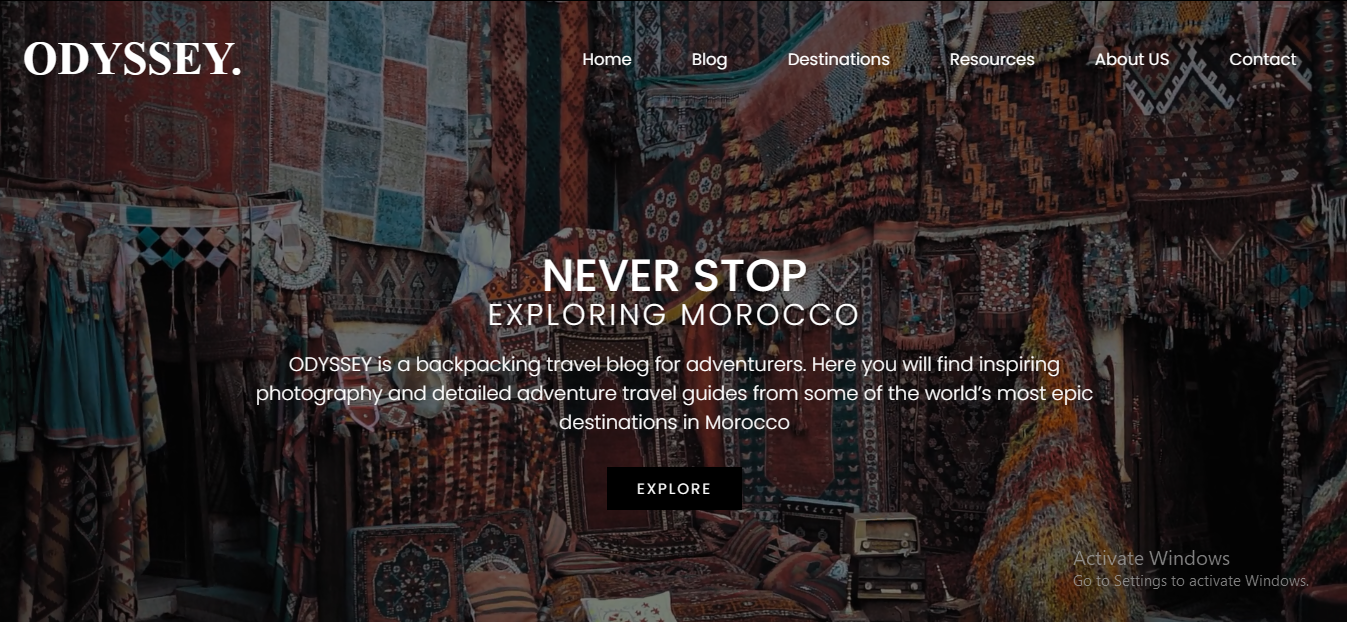 ODYSSEY.
Home Blog Destinations Resources About US Contact
NEVER STOP
EXPLORING MOROCCO
ODYSSEY is a backpacking travel blog for adventurers. Here you will find inspiring
photography and detailed adventure travel guides from some of the world’s most epic
destinations in Morocco
EXPLORE
Activate Windows
Go to Settings to activate Windows.